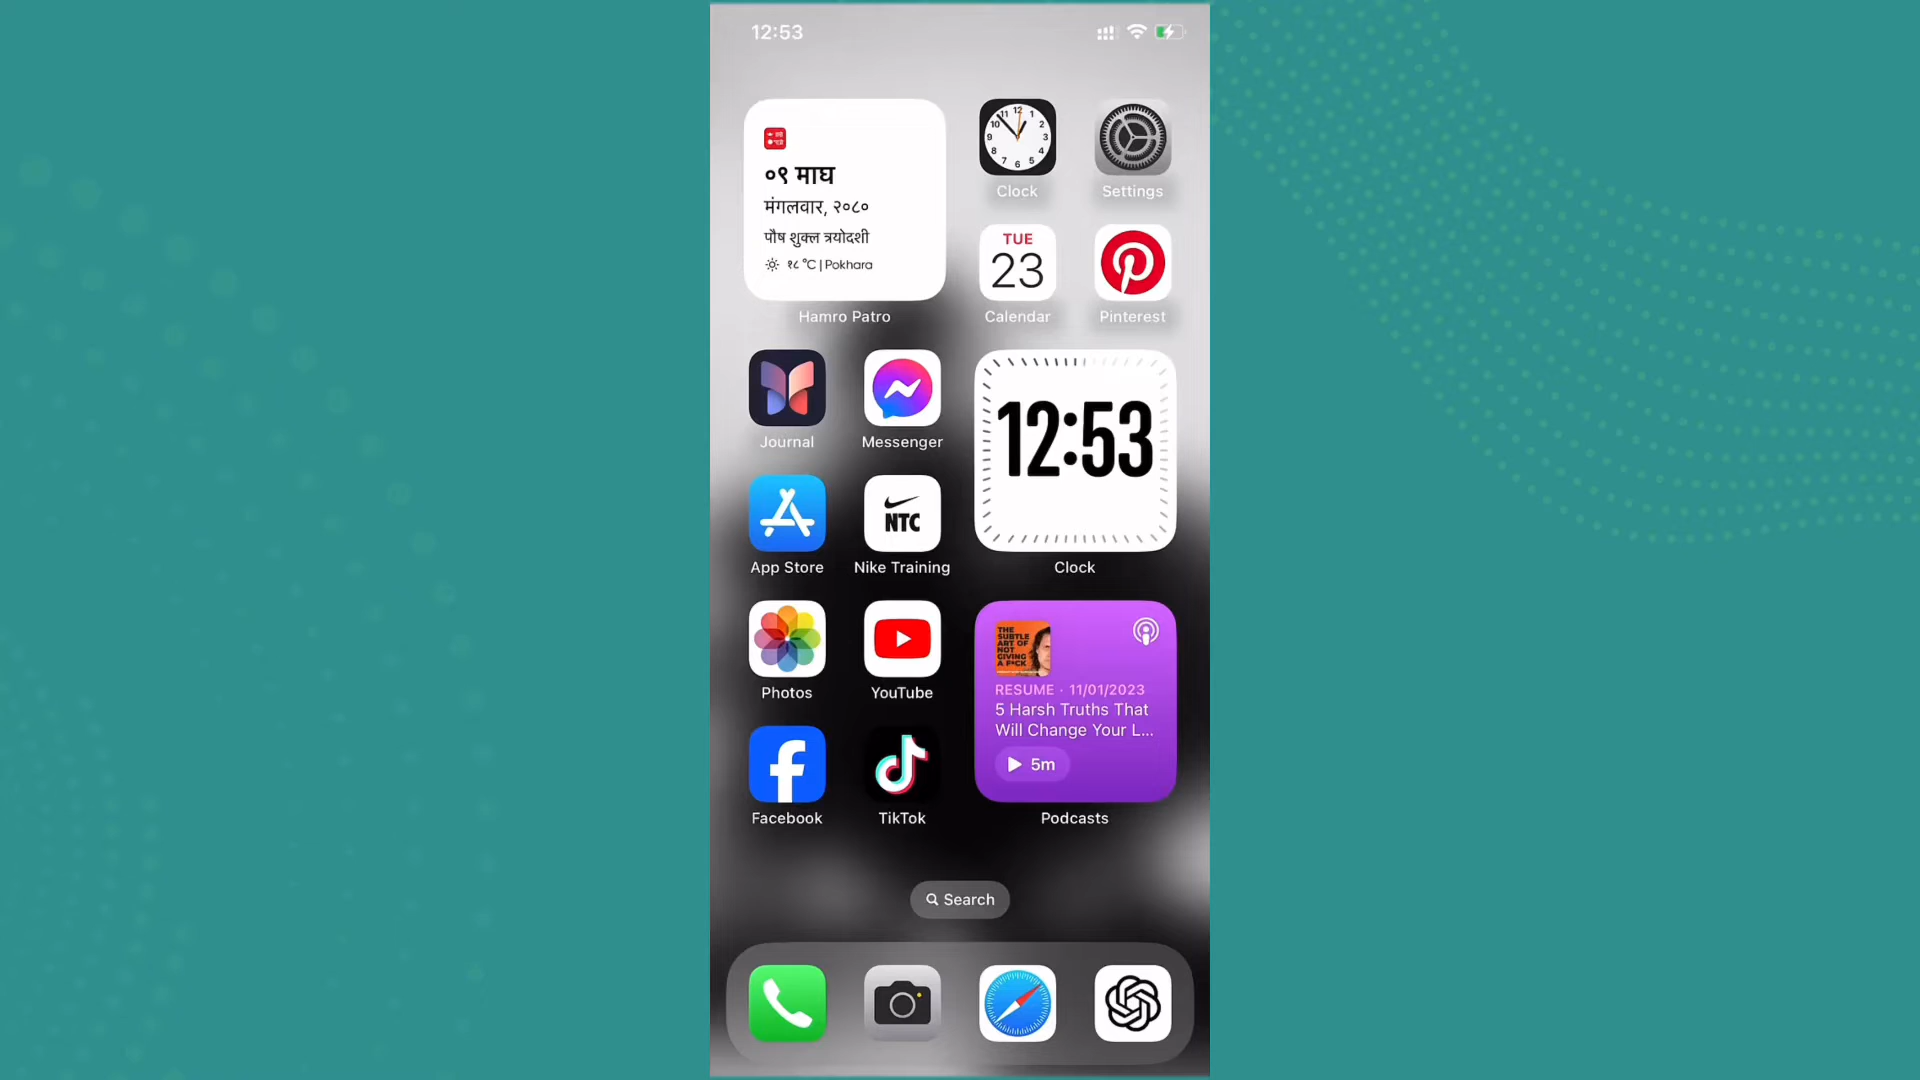 12:53
०९ माघ
मंगलवार, २०८०
पौष शुक्ल त्रयोदशी
१८ °C | Pokhara
Hamro Patro
Clock
Settings
TUE
23
Calendar
Pinterest
Journal
Messenger
12:53
Clock
App Store
NTC
Nike Training
Photos
YouTube
THE
SUBTLE
ART OF
NOT
GIVING
A F*CK
RESUME · 11/01/2023
5 Harsh Truths That
Will Change Your L...
5m
Podcasts
Facebook
TikTok
Search